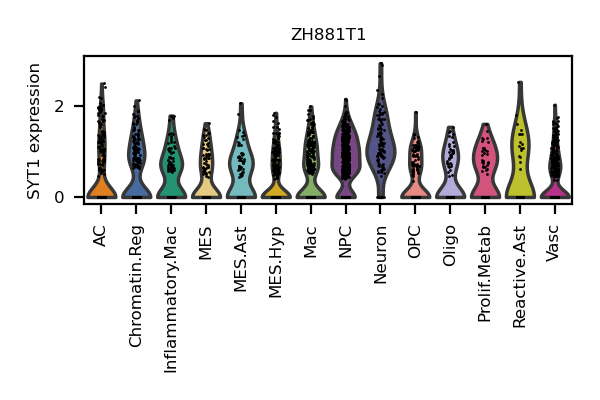 ZH881T1
SYT1 expression
2
0
AC
Chromatin.Reg
Inflammatory.Mac
MES
MES.Ast
MES.Hyp
Mac
NPC
Neuron
OPC
Oligo
Prolif.Metab
Reactive.Ast
Vasc